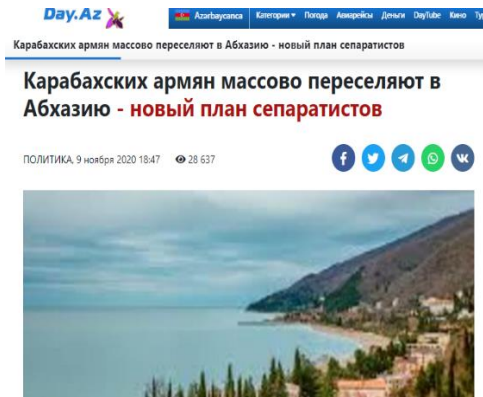 Day.Az
Azərbaycanca Категории Погода Авиарейсы Деньги DayTube Кино
Карабахских армян массово переселяют в Абхазию - новый план сепаратистов
Карабахских армян массово переселяют в
Абхазию - новый план сепаратистов
ПОЛИТИКА, 9 ноября 2020 18:47 28 637